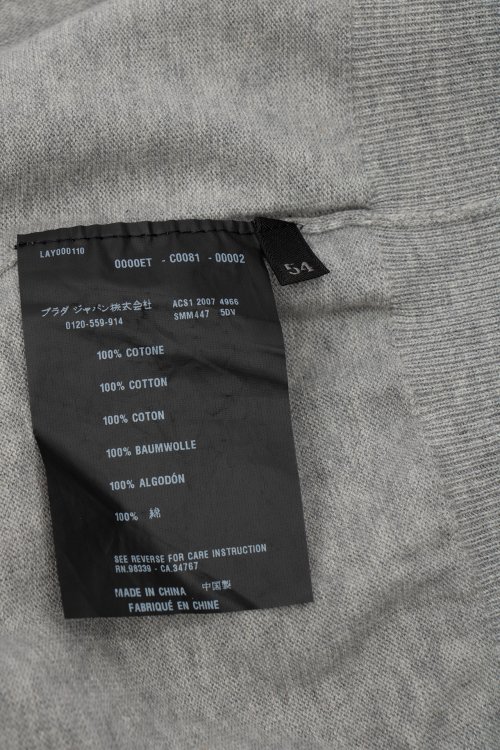 LAY000110
0000ET - C0081 - 00002
54
プラダ ジャパン株式会社 ACS1 2007 4966
0120-559-914 SMM447 5DV
100% COTONE
100% COTTON
100% COTON
100% BAUMWOLLE
100% ALGODÓN
100% 綿
SEE REVERSE FOR CARE INSTRUCTION
RN.98339 - CA.34767
MADE IN CHINA 中国製
FABRIQUÉ EN CHINE